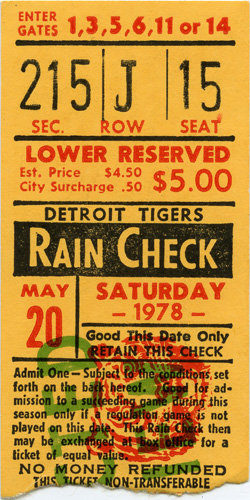 ENTER GATES 1,3,5,6,11 OR 14
215 J 15
SEC. ROW SEAT
LOWER RESERVED
Est. Price $4.50
City Surcharge .50 $5.00
DETROIT TIGERS
RAIN CHECK
MAY 20 SATURDAY
-1978-
Good This Date Only
RETAIN THIS CHECK
Admit One — Subject to the conditions set
forth on the back hereof. Good for ad-
mission to a succeeding game during this
season only if a regulation game is not
played on this date. This Rain Check then
may be exchanged at box office for a
ticket of equal value.
NO MONEY REFUNDED
THIS TICKET NON-TRANSFERABLE